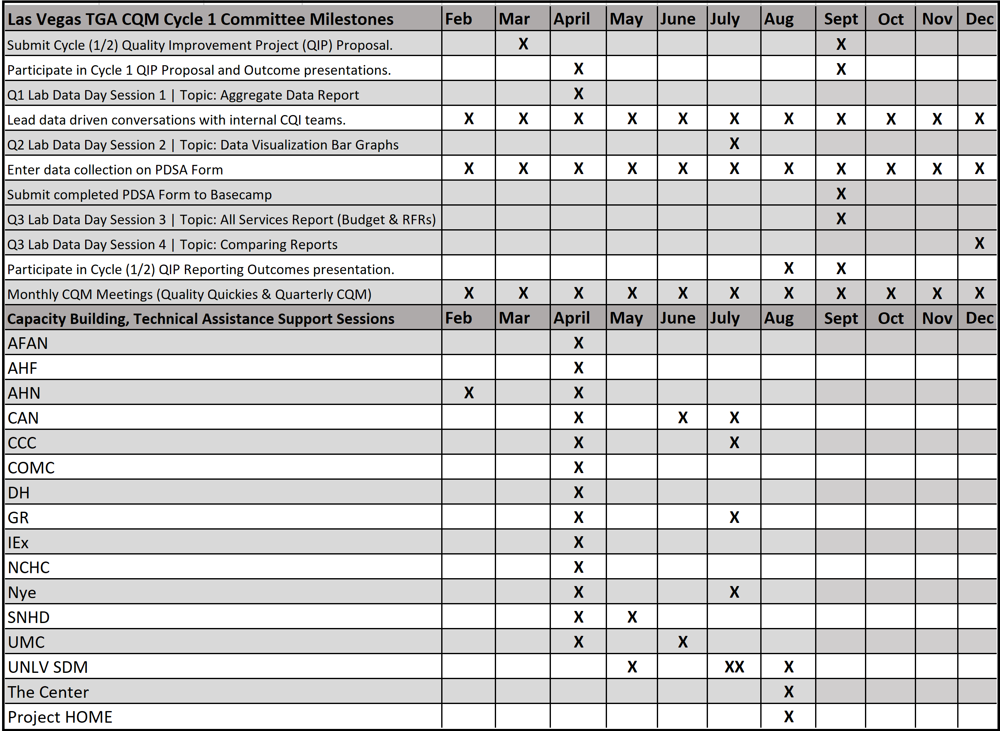 Las Vegas TGA CQM Cycle 1 Committee Milestones Feb Mar April May June July Aug Sept Oct Nov Dec
Submit Cycle (1/2) Quality Improvement Project (QIP) Proposal. X X
Participate in Cycle 1 QIP Proposal and Outcome presentations. X X
Q1 Lab Data Day Session 1 | Topic: Aggregate Data Report X
Lead data driven conversations with internal CQI teams. X X X X X X X X X X X
Q2 Lab Data Day Session 2 | Topic: Data Visualization Bar Graphs X
Enter data collection on PDSA Form X X X X X X X X X X X
Submit completed PDSA Form to Basecamp X
Q3 Lab Data Day Session 3 | Topic: All Services Report (Budget & RFRs) X
Q3 Lab Data Day Session 4 | Topic: Comparing Reports X
Participate in Cycle (1/2) QIP Reporting Outcomes presentation. X X
Monthly CQM Meetings (Quality Quickies & Quarterly CQM) X X X X X X X X X X X
Capacity Building, Technical Assistance Support Sessions Feb Mar April May June July Aug Sept Oct Nov Dec
AFAN X
AHF X
AHN X X
CAN X X X
CCC X X
COMC X
DH X
GR X X
IEx X
NCHC X
Nye X X
SNHD X X
UMC X X
UNLV SDM X XX X
The Center X
Project HOME X